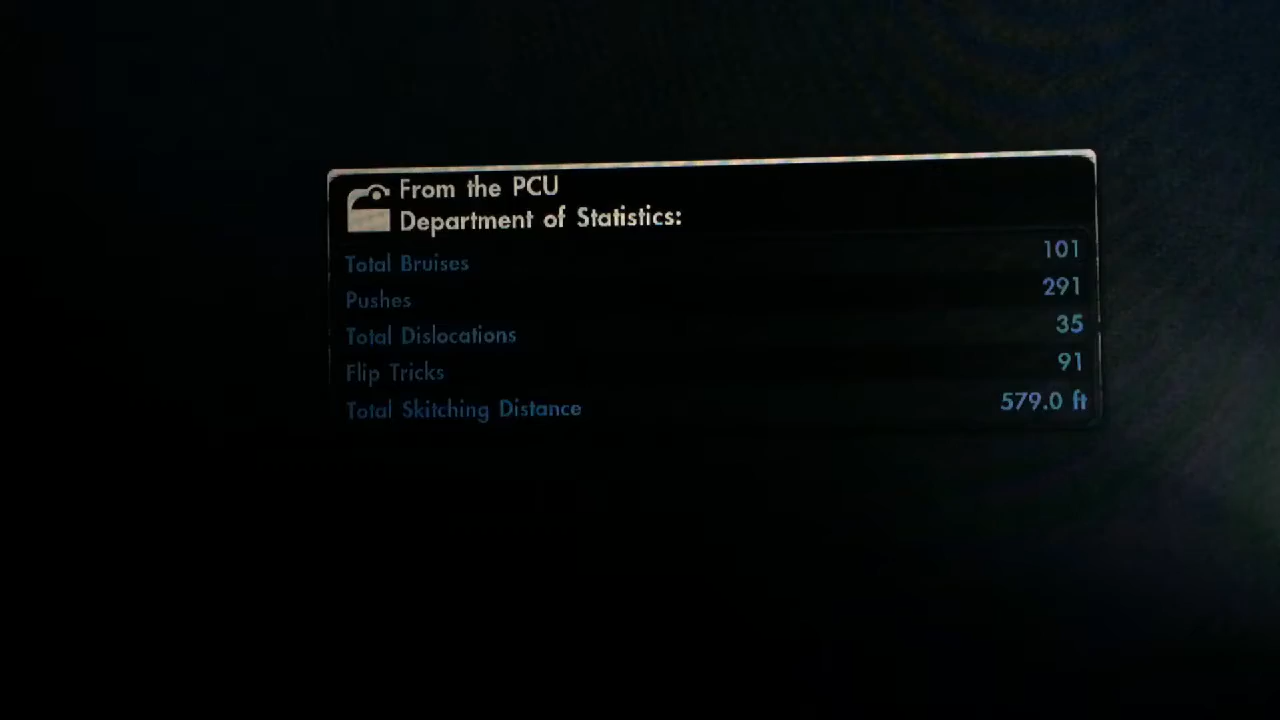 From the PCU
Department of Statistics:
Total Bruises 101
Pushes 291
Total Dislocations 35
Flip Tricks 91
Total Skitching Distance 579.0 ft